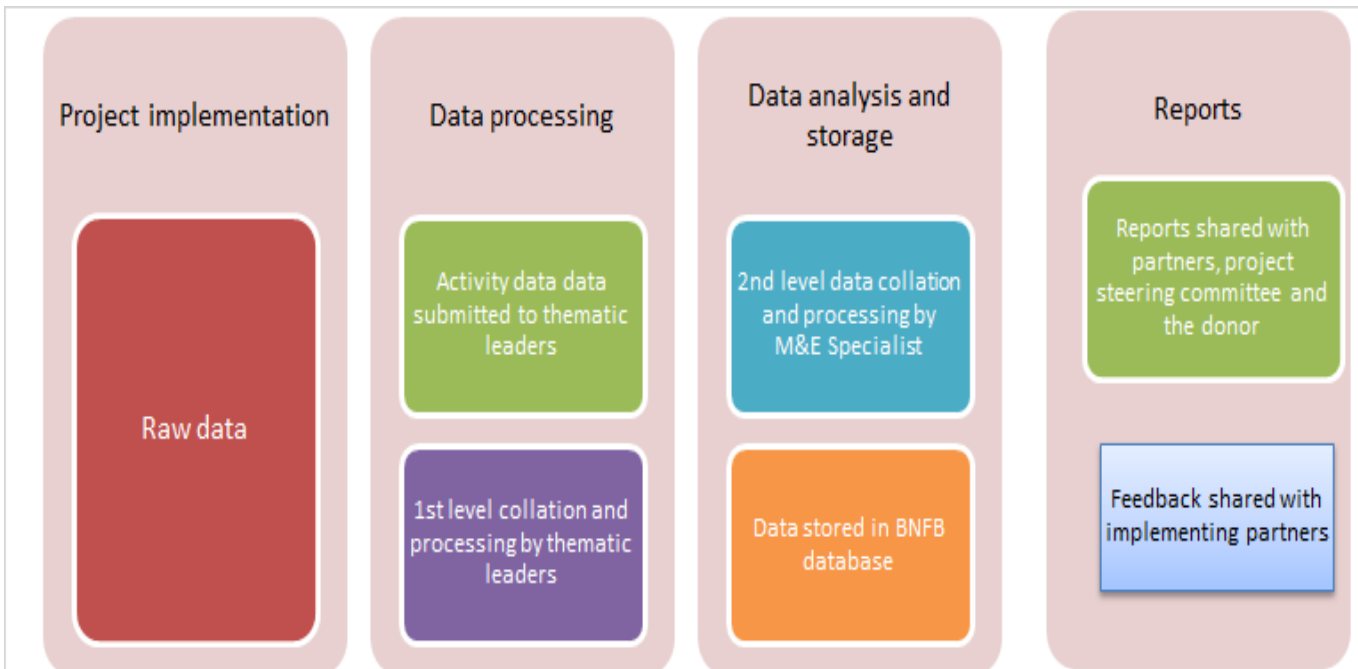 Project implementation
Raw data
Data processing
Activity data data
submitted to thematic
leaders
1st level collation and
processing by thematic
leaders
Data analysis and
storage
2nd level data collation
and processing by
M&E Specialist
Data stored in BNFB
database
Reports
Reports shared with
partners, project
steering committee and
the donor
Feedback shared with
implementing partners